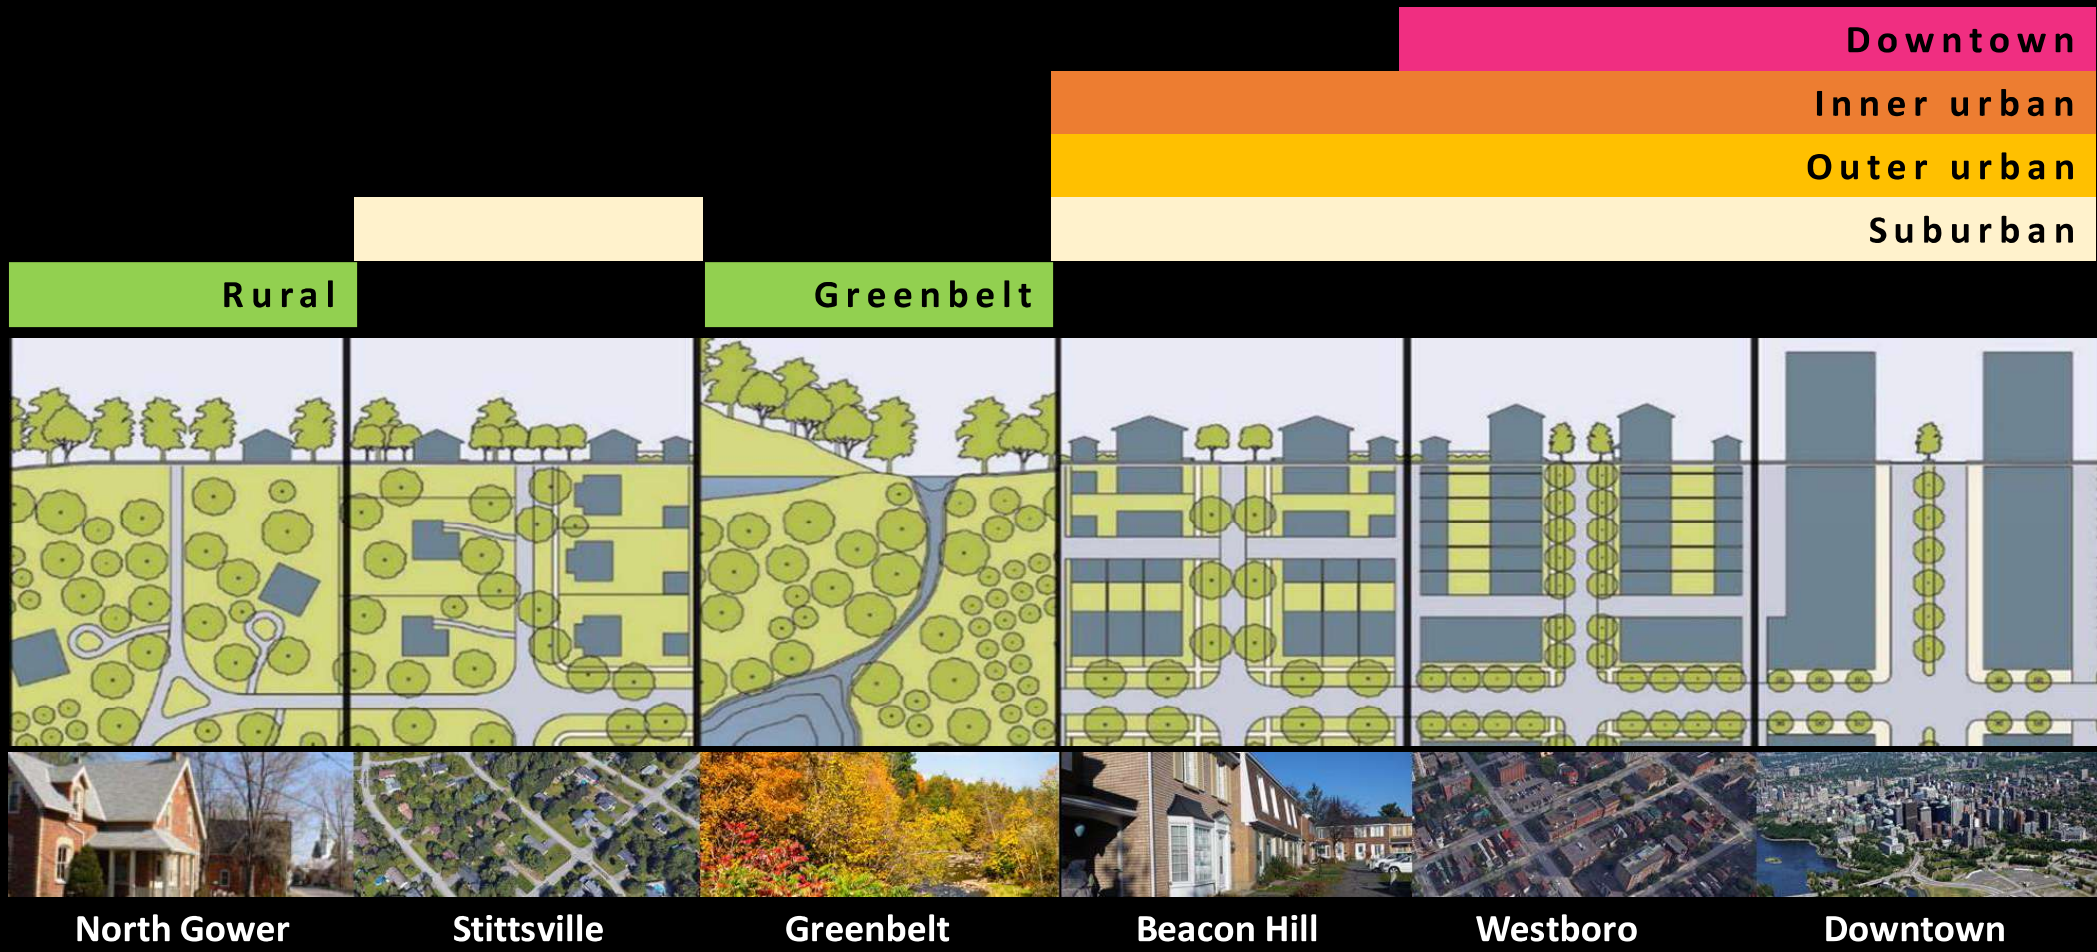 Downtown
Inner urban
Outer urban
Suburban
Rural
Greenbelt
North Gower
Stittsville
Greenbelt
Beacon Hill
Westboro
Downtown